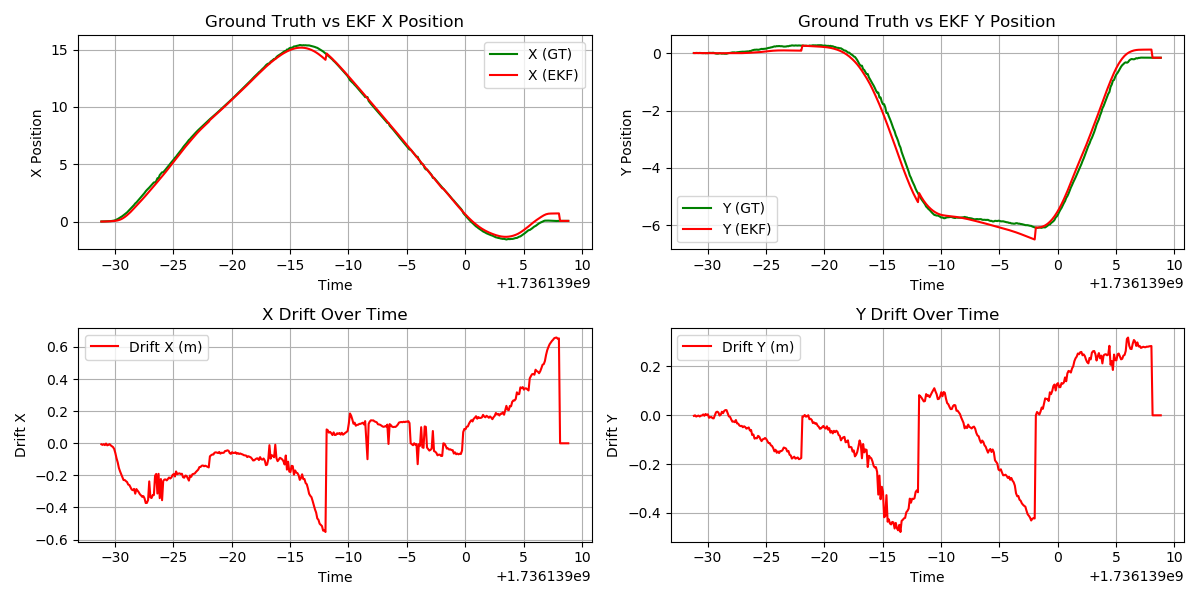 Ground Truth vs EKF X Position
X Position
15
10
5
0
X (GT)
X (EKF)
−30 −25 −20 −15 −10 −5 0 5 10
Time
+1.736139e9
Ground Truth vs EKF Y Position
Y Position
0
−2
−4
−6
Y (GT)
Y (EKF)
−30 −25 −20 −15 −10 −5 0 5 10
Time
+1.736139e9
X Drift Over Time
Drift X
0.6
0.4
0.2
0.0
−0.2
−0.4
−0.6
Drift X (m)
−30 −25 −20 −15 −10 −5 0 5 10
Time
+1.736139e9
Y Drift Over Time
Drift Y
0.2
0.0
−0.2
−0.4
Drift Y (m)
−30 −25 −20 −15 −10 −5 0 5 10
Time
+1.736139e9